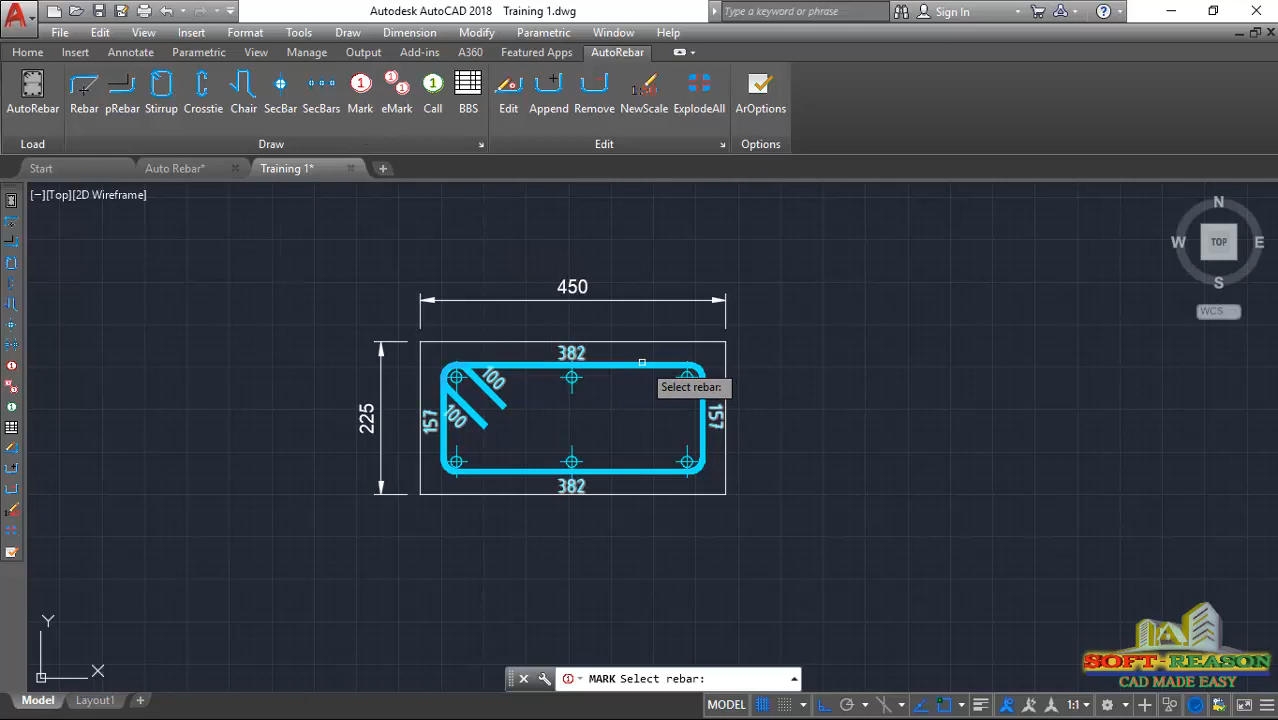 Autodesk AutoCAD 2018 Training 1.dwg
Type a keyword or phrase
Sign In
File Edit View Insert Format Tools Draw Dimension Modify Parametric Window Help
Home Insert Annotate Parametric View Manage Output Add-ins A360 Featured Apps AutoRebar
AutoRebar Rebar pRebar Stirrup Crosstie Chair SecBar SecBars Mark eMark Call BBS Edit Append Remove NewScale ExplodeAll ArOptions
Load Draw Edit Options
Start Auto Rebar* Training 1*
[−][Top][2D Wireframe]
N
W TOP E
S
WCS
450
382
100
Select rebar:
225
157
100
157
382
Y
X
A
SOFT-REASON
CAD MADE EASY
MARK Select rebar:
Model Layout1 MODEL 1:1